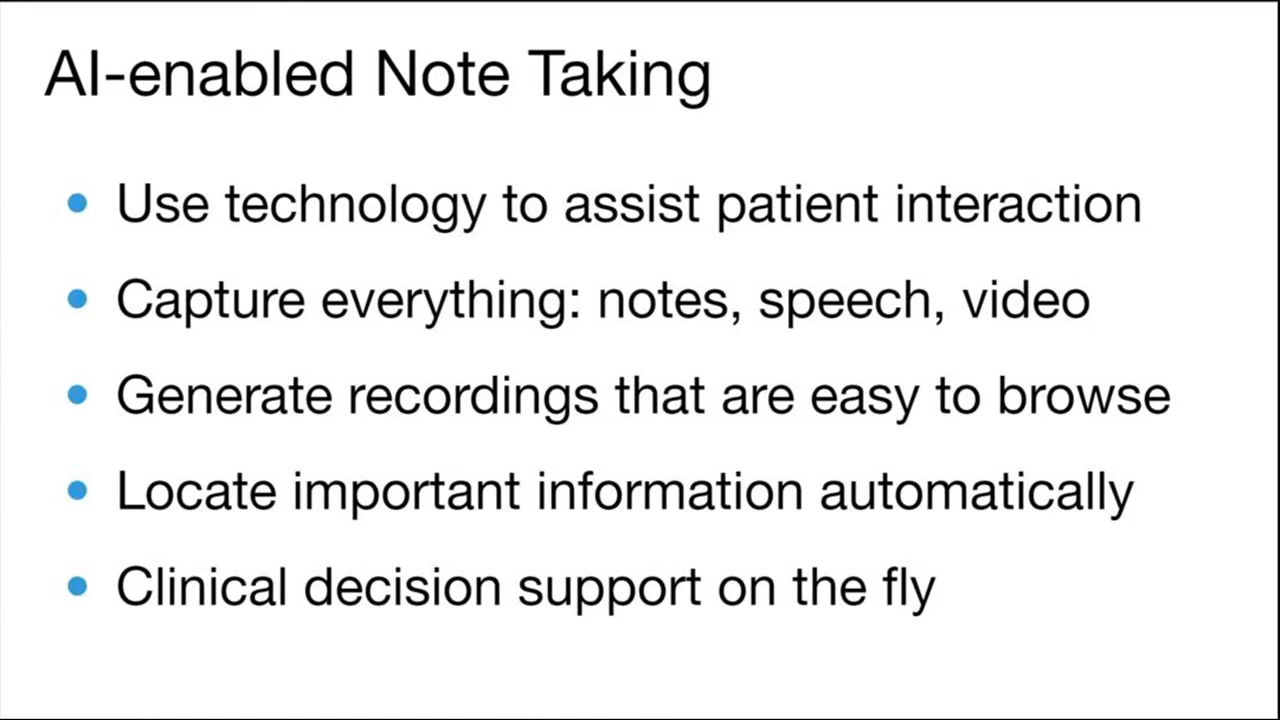 AI-enabled Note Taking
• Use technology to assist patient interaction
• Capture everything: notes, speech, video
• Generate recordings that are easy to browse
• Locate important information automatically
• Clinical decision support on the fly